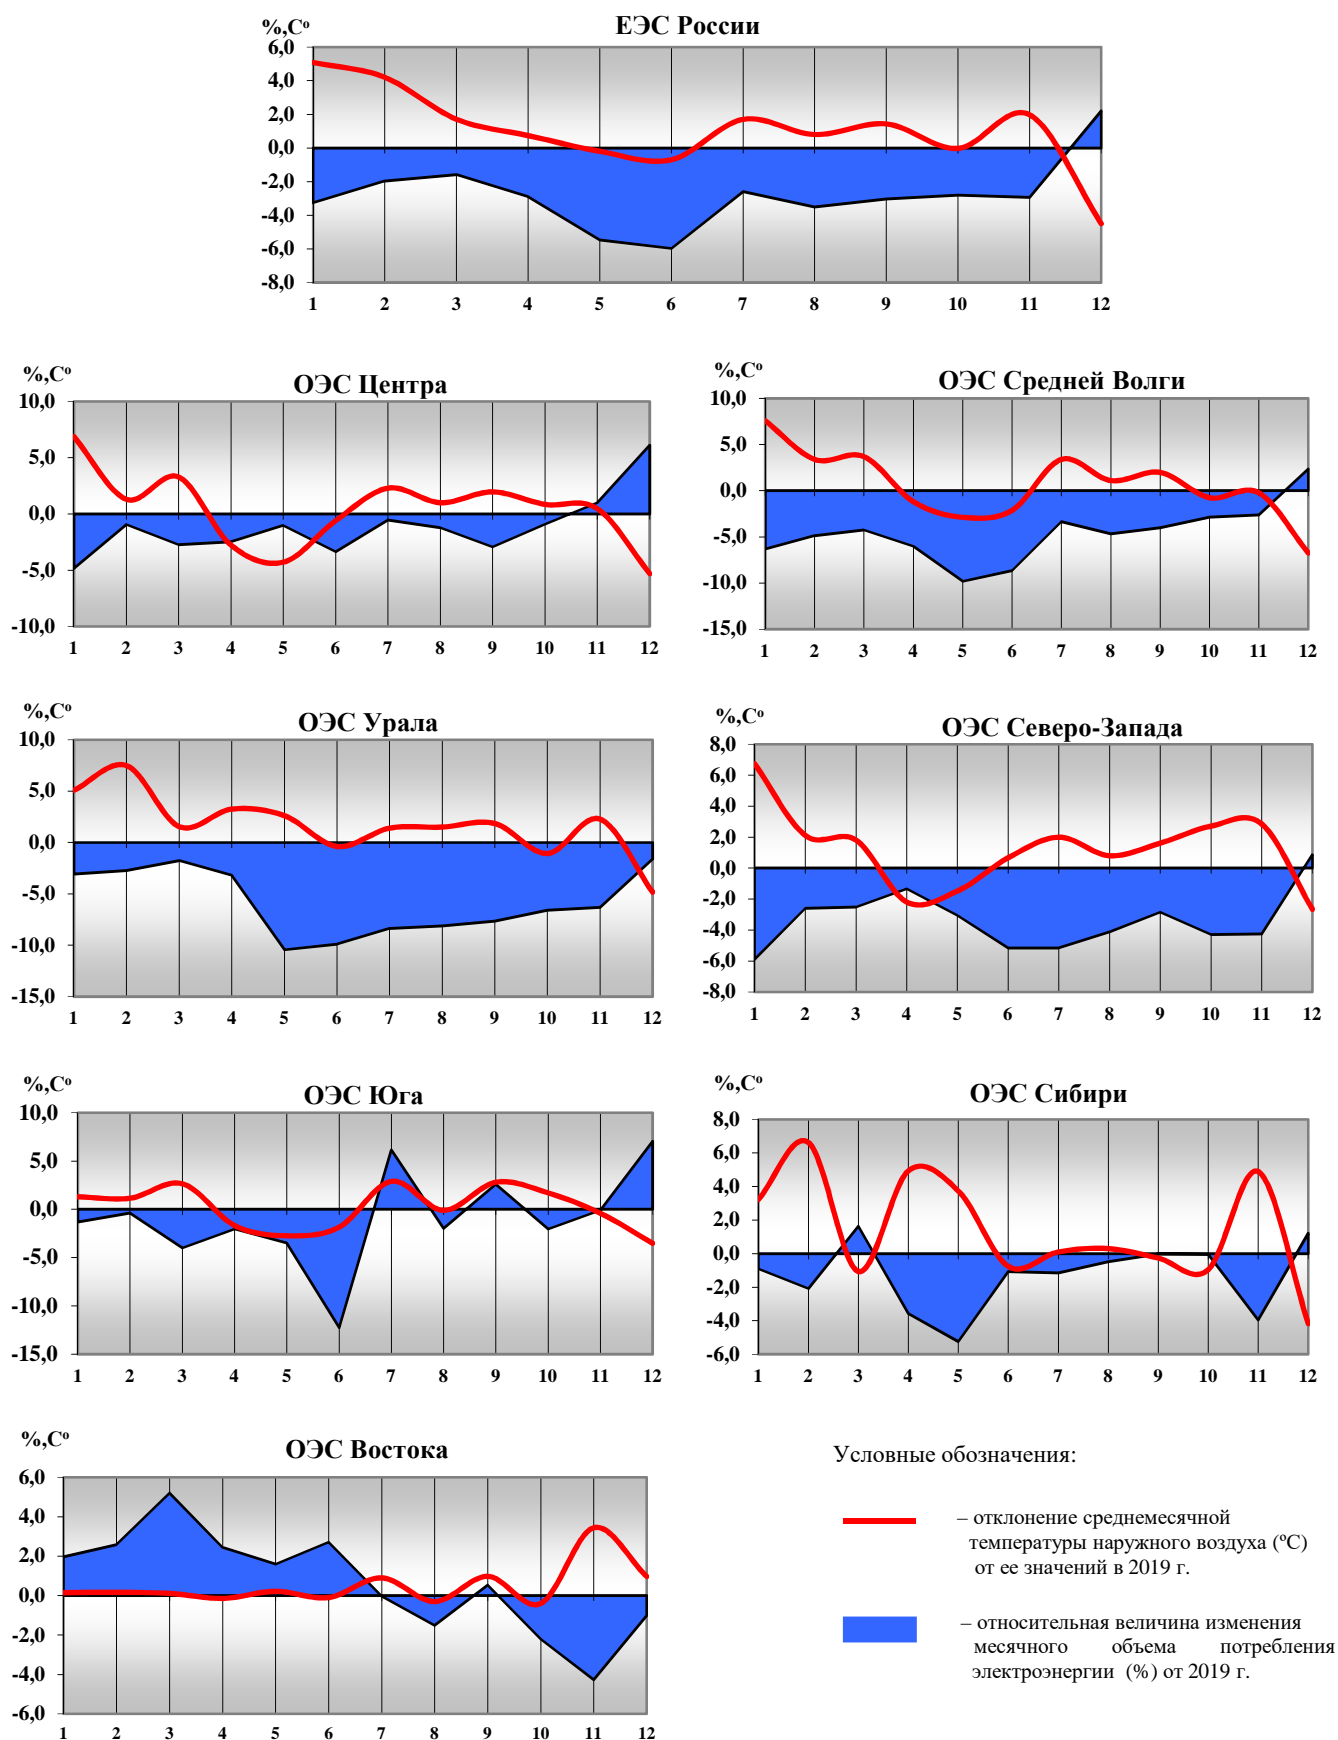 ЕЭС России
%,Cº
6,0
4,0
2,0
0,0
-2,0
-4,0
-6,0
-8,0
1 2 3 4 5 6 7 8 9 10 11 12
ОЭС Центра
%,Cº
10,0
5,0
0,0
-5,0
-10,0
1 2 3 4 5 6 7 8 9 10 11 12
ОЭС Средней Волги
%,Cº
10,0
5,0
0,0
-5,0
-10,0
-15,0
1 2 3 4 5 6 7 8 9 10 11 12
ОЭС Урала
%,Cº
10,0
5,0
0,0
-5,0
-10,0
-15,0
1 2 3 4 5 6 7 8 9 10 11 12
ОЭС Северо-Запада
%,Cº
8,0
6,0
4,0
2,0
0,0
-2,0
-4,0
-6,0
-8,0
1 2 3 4 5 6 7 8 9 10 11 12
ОЭС Юга
%,Cº
10,0
5,0
0,0
-5,0
-10,0
-15,0
1 2 3 4 5 6 7 8 9 10 11 12
ОЭС Сибири
%,Cº
8,0
6,0
4,0
2,0
0,0
-2,0
-4,0
-6,0
1 2 3 4 5 6 7 8 9 10 11 12
ОЭС Востока
%,Cº
6,0
4,0
2,0
0,0
-2,0
-4,0
-6,0
1 2 3 4 5 6 7 8 9 10 11 12
Условные обозначения:
– отклонение среднемесячной
температуры наружного воздуха (ºС)
от ее значений в 2019 г.
– относительная величина изменения
месячного объема потребления
электроэнергии (%) от 2019 г.